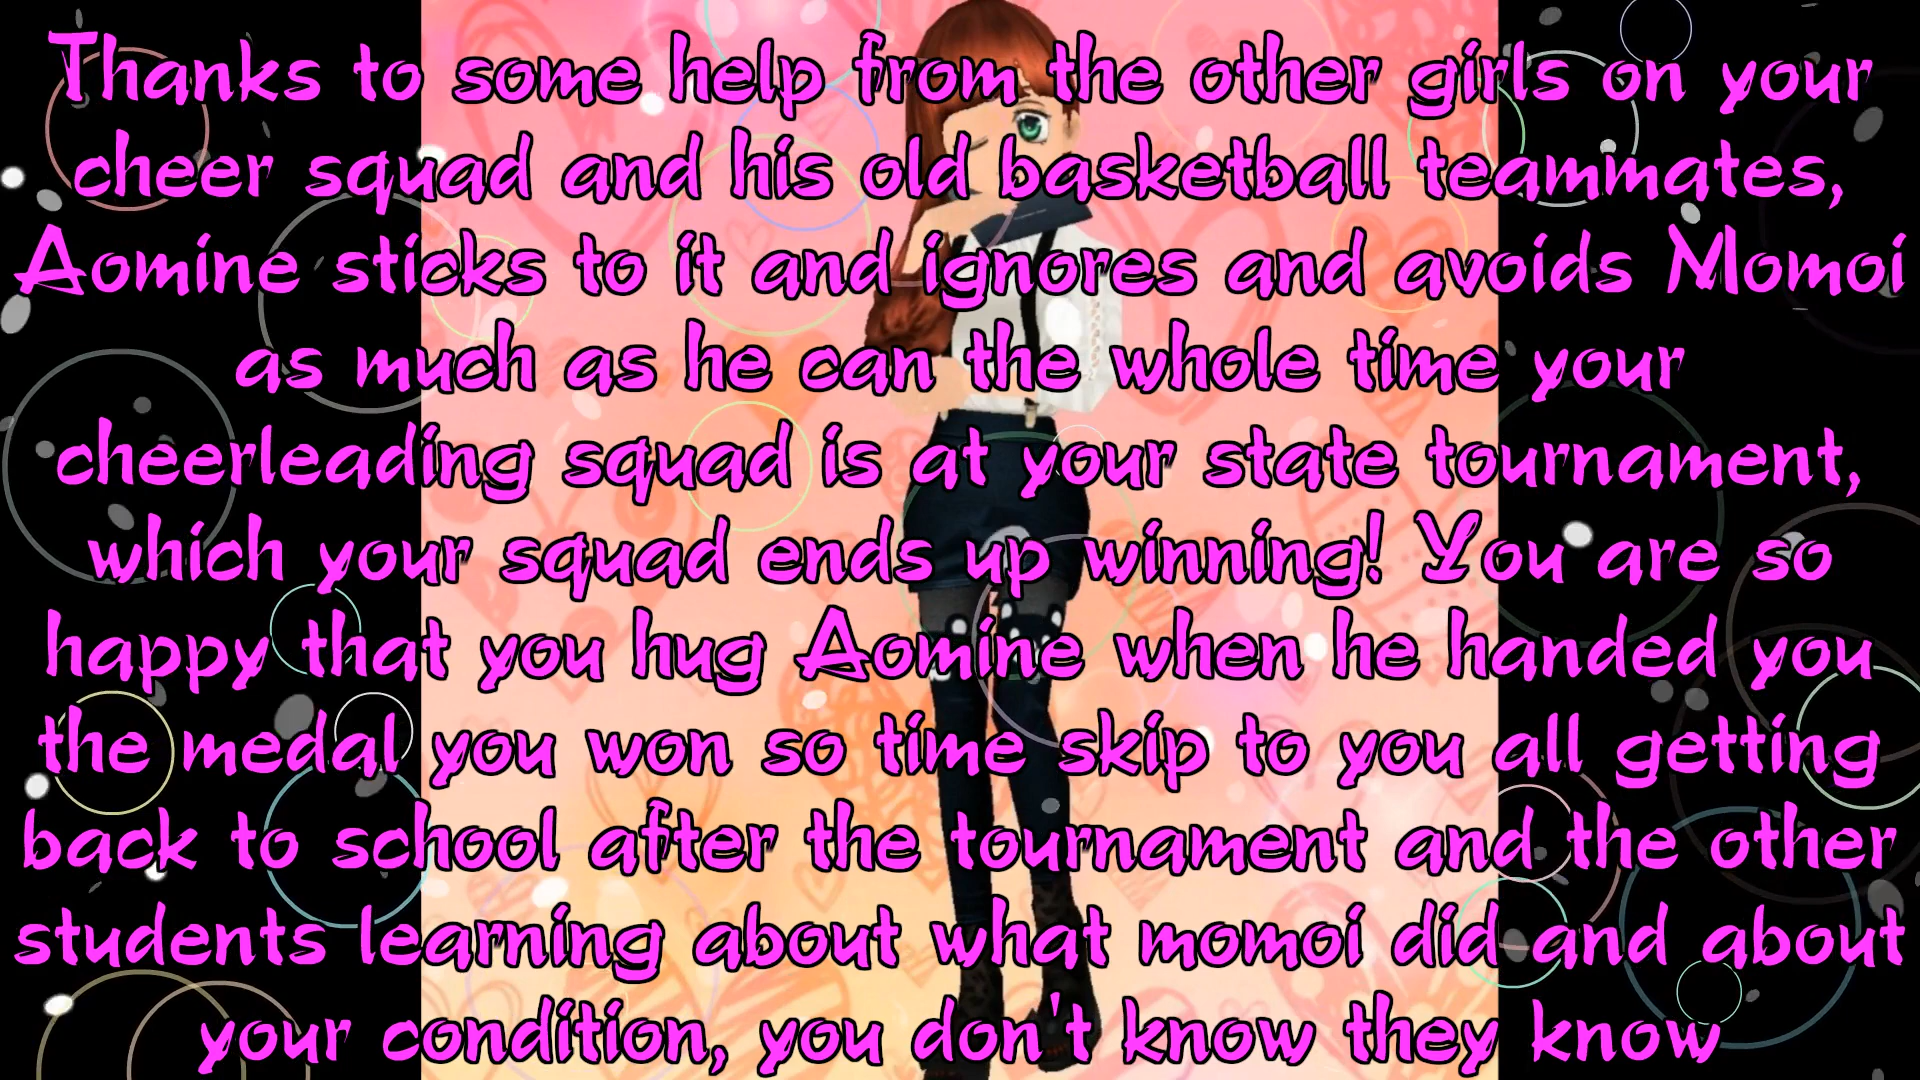 Thanks to some help from the other girls on your
cheer squad and his old basketball teammates,
Aomine sticks to it and ignores and avoids Momoi
as much as he can the whole time your
cheerleading squad is at your state tournament,
which your squad ends up winning! You are so
happy that you hug Aomine when he handed you
the medal you won so time skip to you all getting
back to school after the tournament and the other
students learning about what momoi did and about
your condition, you don't know they know